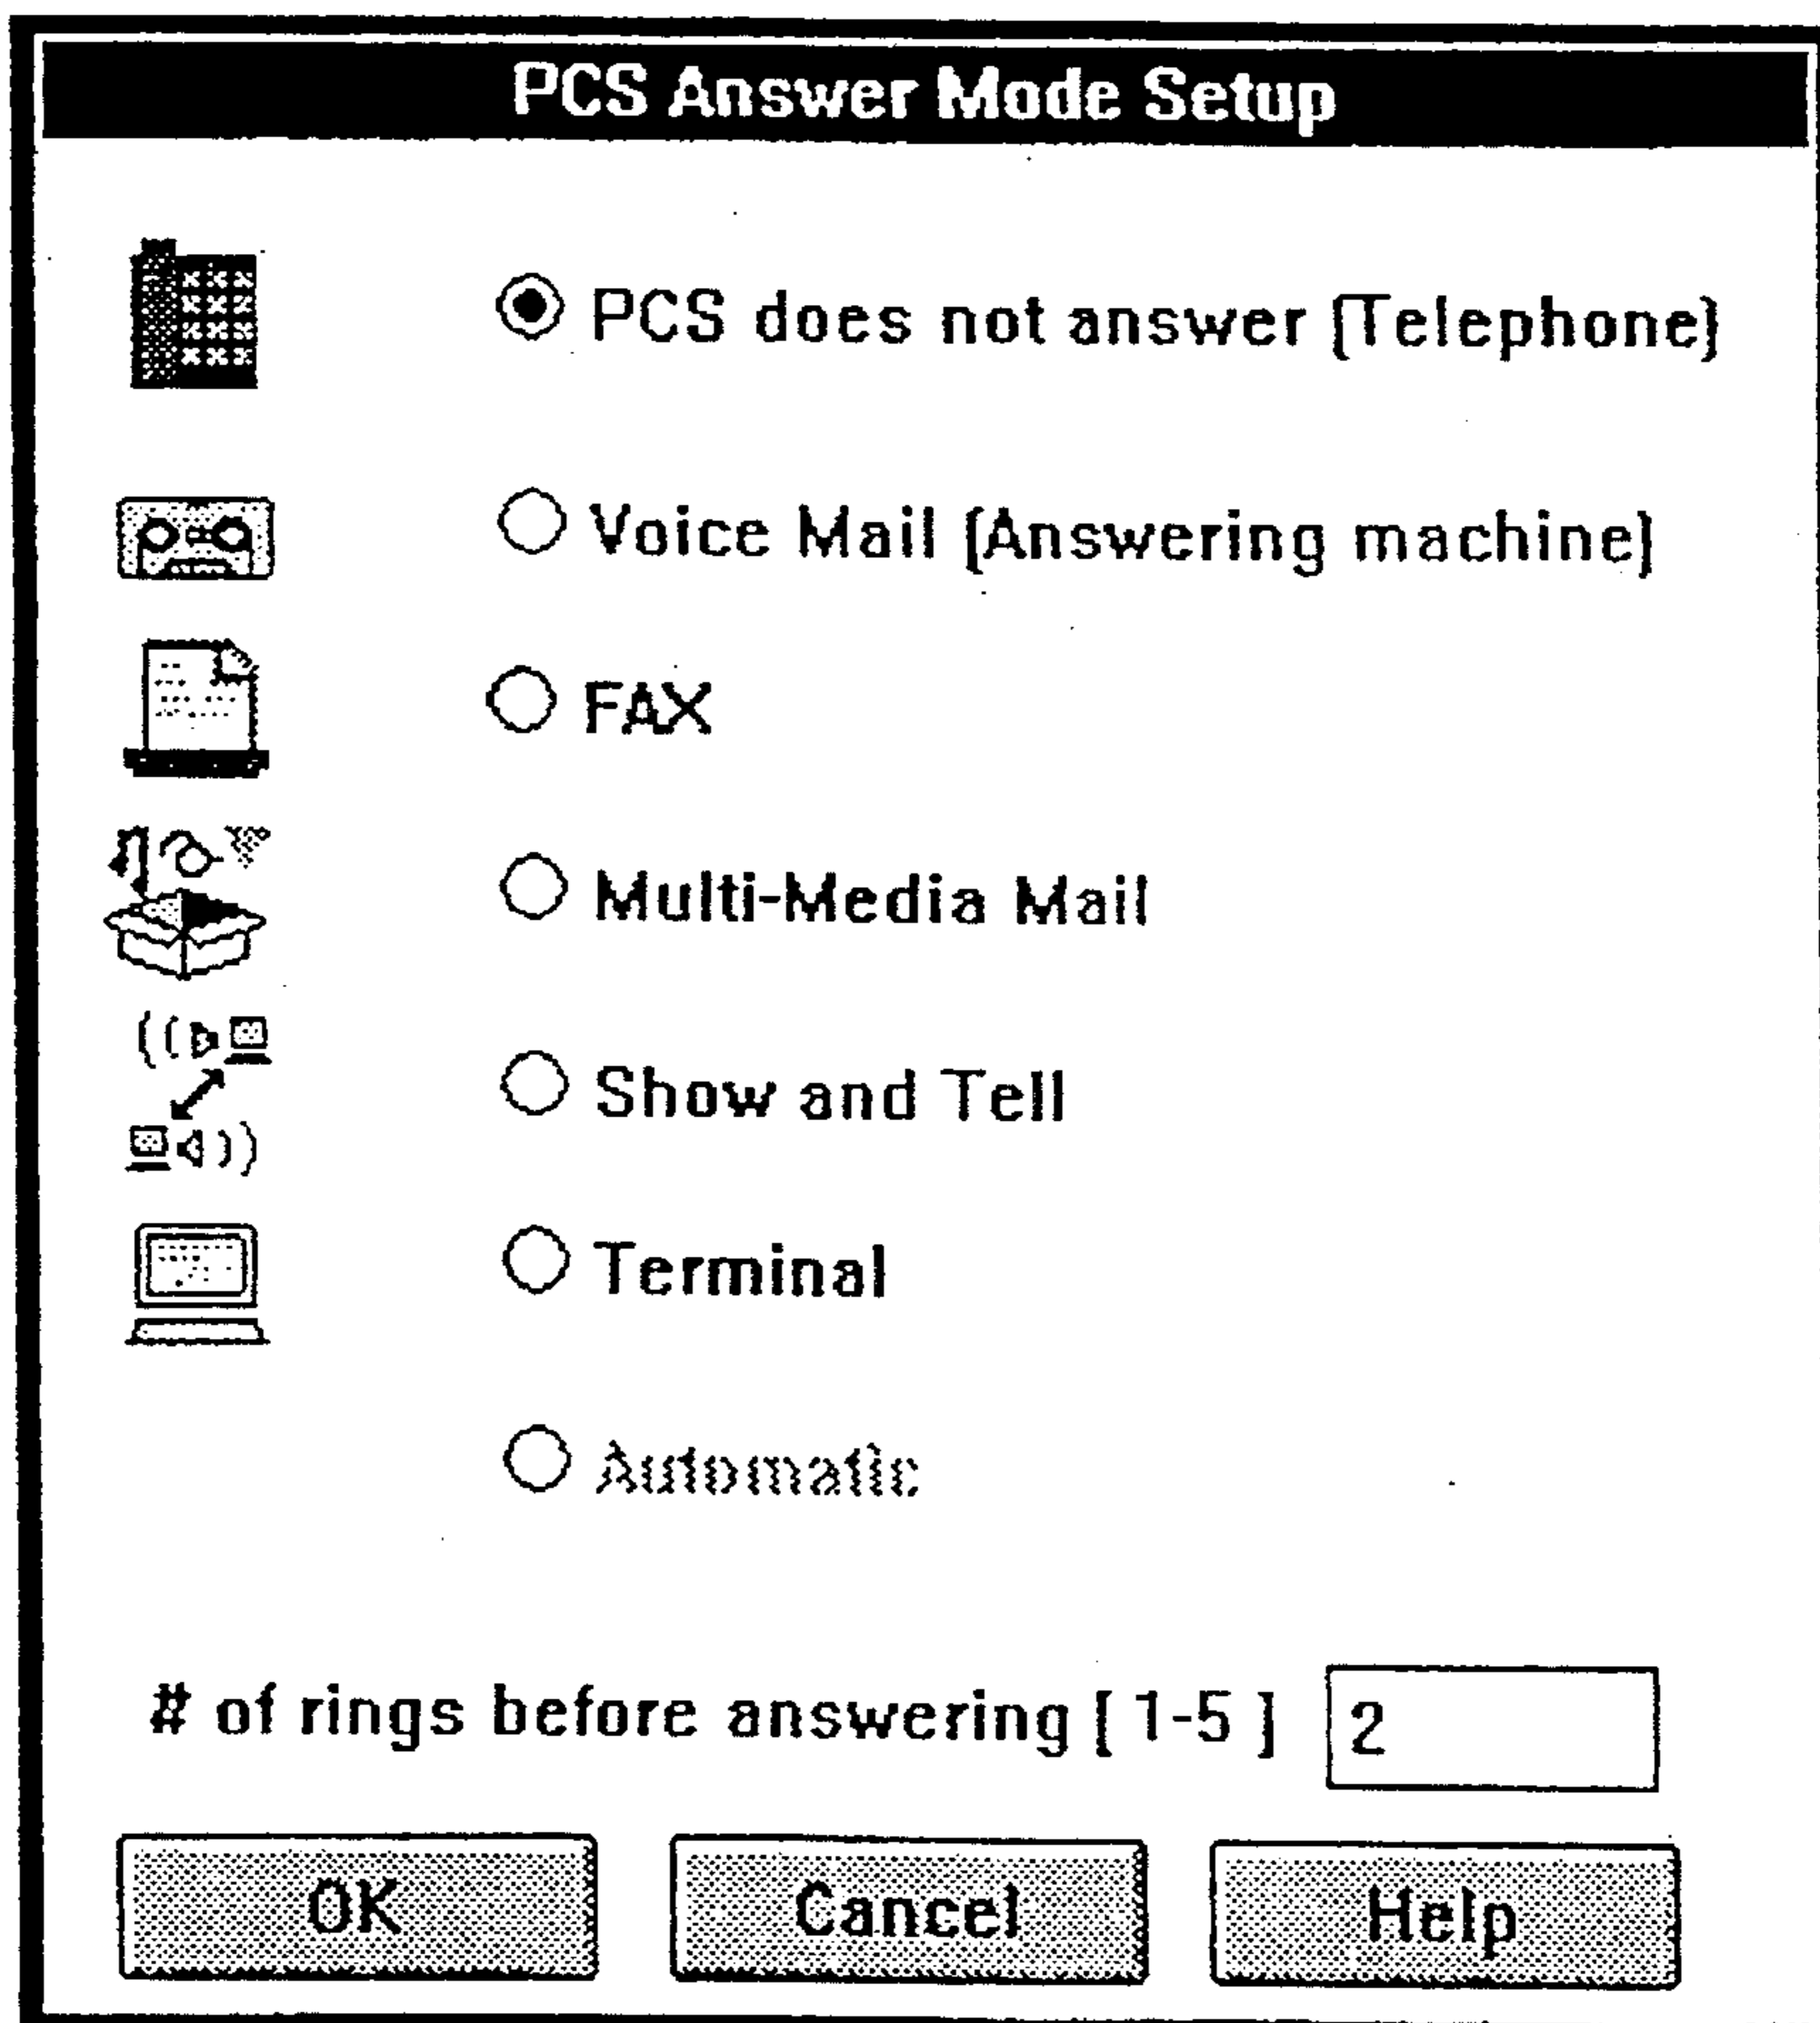 PCS Answer Mode Setup
PCS does not answer (Telephone)
Voice Mail (Answering machine)
FAX
Multi-Media Mail
Show and Tell
Terminal
Automatic
# of rings before answering [ 1-5 ] 2
OK Cancel Help